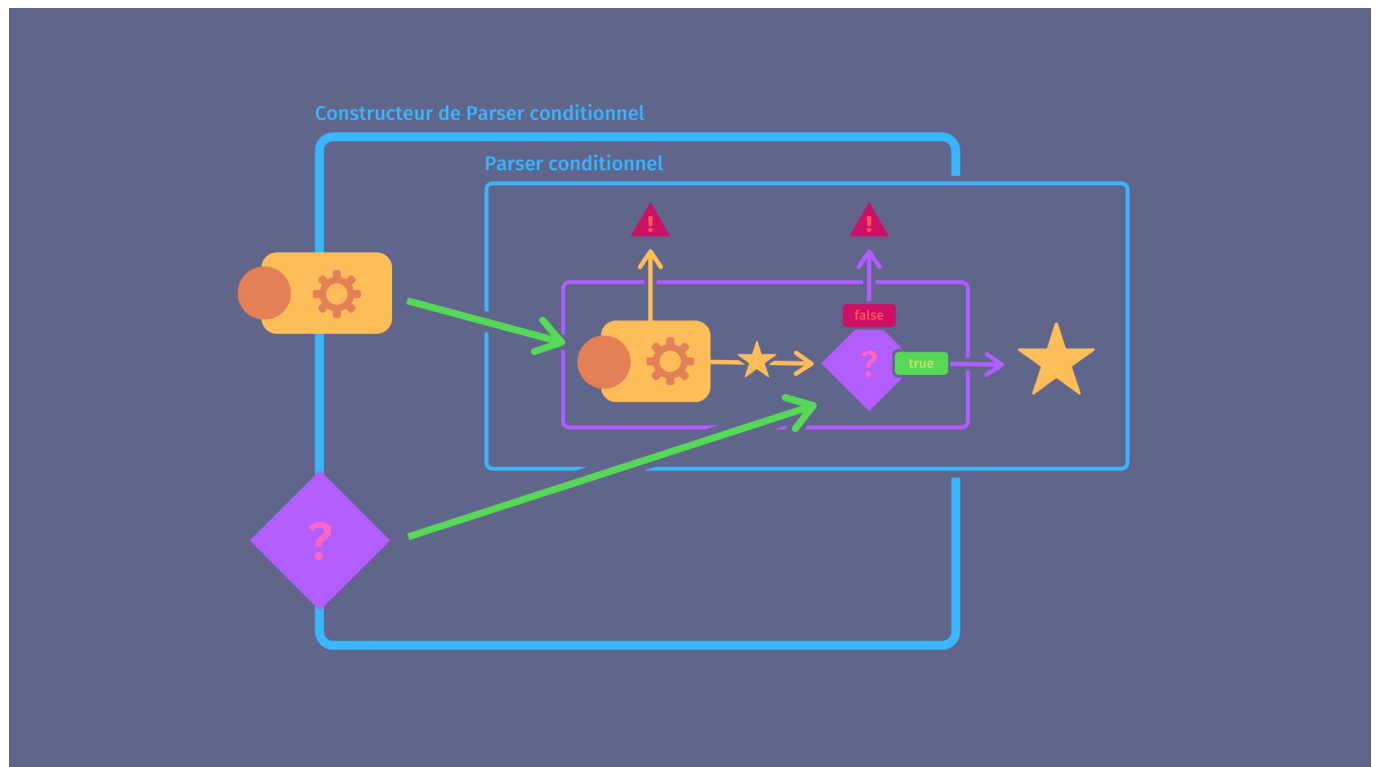 Constructeur de Parser conditionnel
Parser conditionnel
! !
false
? true
?